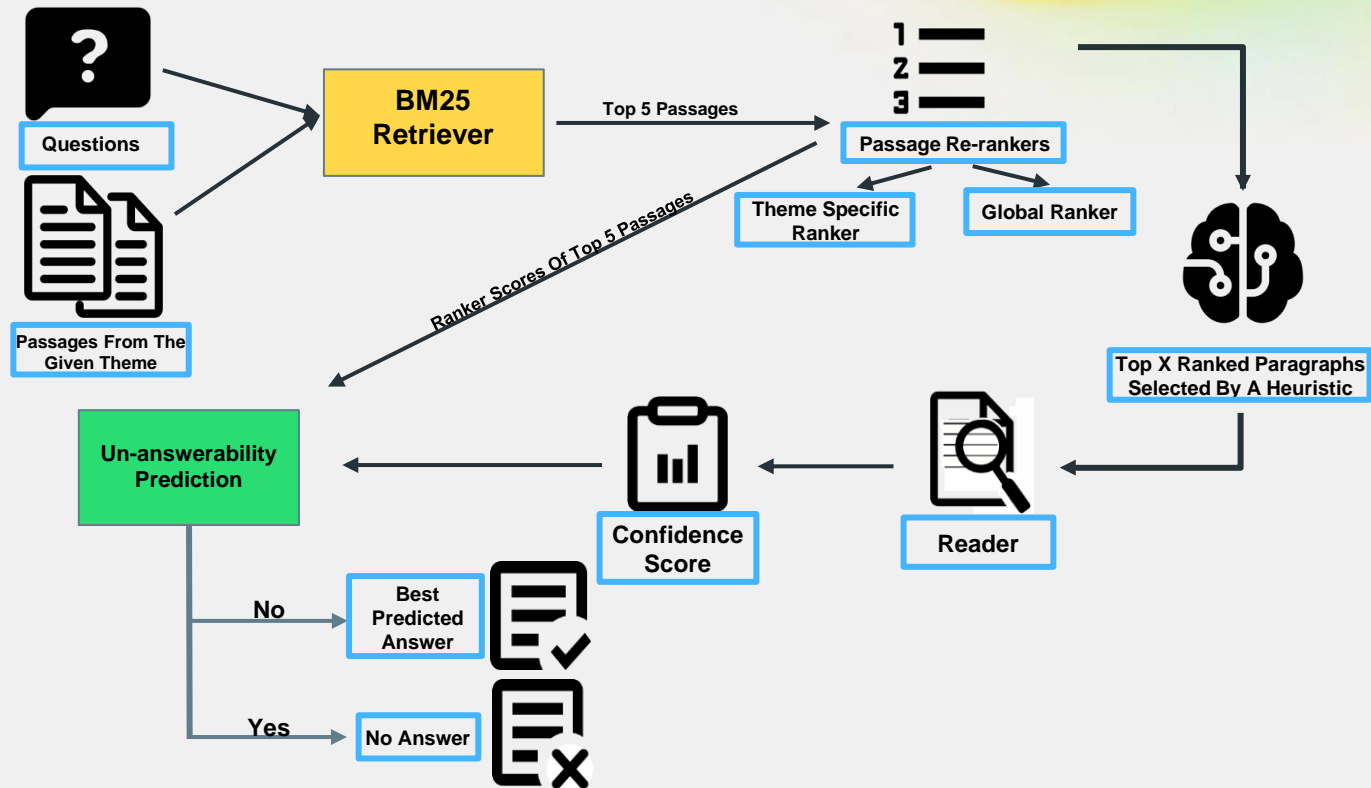 ?
Questions
Passages From The
Given Theme
BM25
Retriever
Top 5 Passages
1
2
3
Passage Re-rankers
Theme Specific
Ranker
Global Ranker
Ranker Scores Of Top 5 Passages
Top X Ranked Paragraphs
Selected By A Heuristic
Reader
Confidence
Score
Un-answerability
Prediction
No
Best
Predicted
Answer
Yes
No Answer